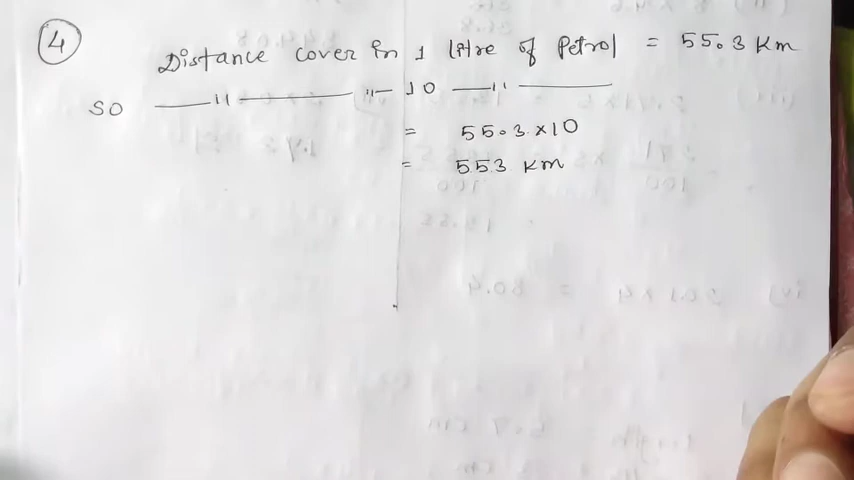 4 Distance cover in 1 litre of Petrol = 55.3 Km
so —— " —— " — 10 — " ——
= 55.3 x 10
= 553 Km